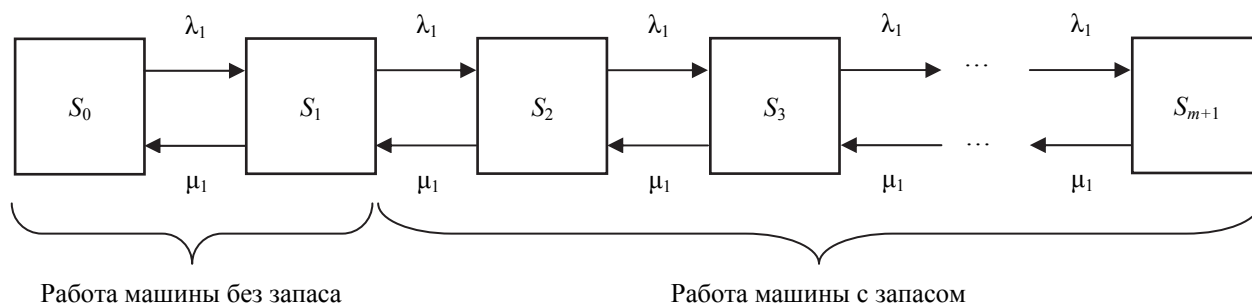 λ₁ λ₁ λ₁ λ₁ λ₁
S₀ S₁ S₂ S₃ ... Sₘ₊₁
...
μ₁ μ₁ μ₁ μ₁ μ₁
Работа машины без запаса Работа машины с запасом